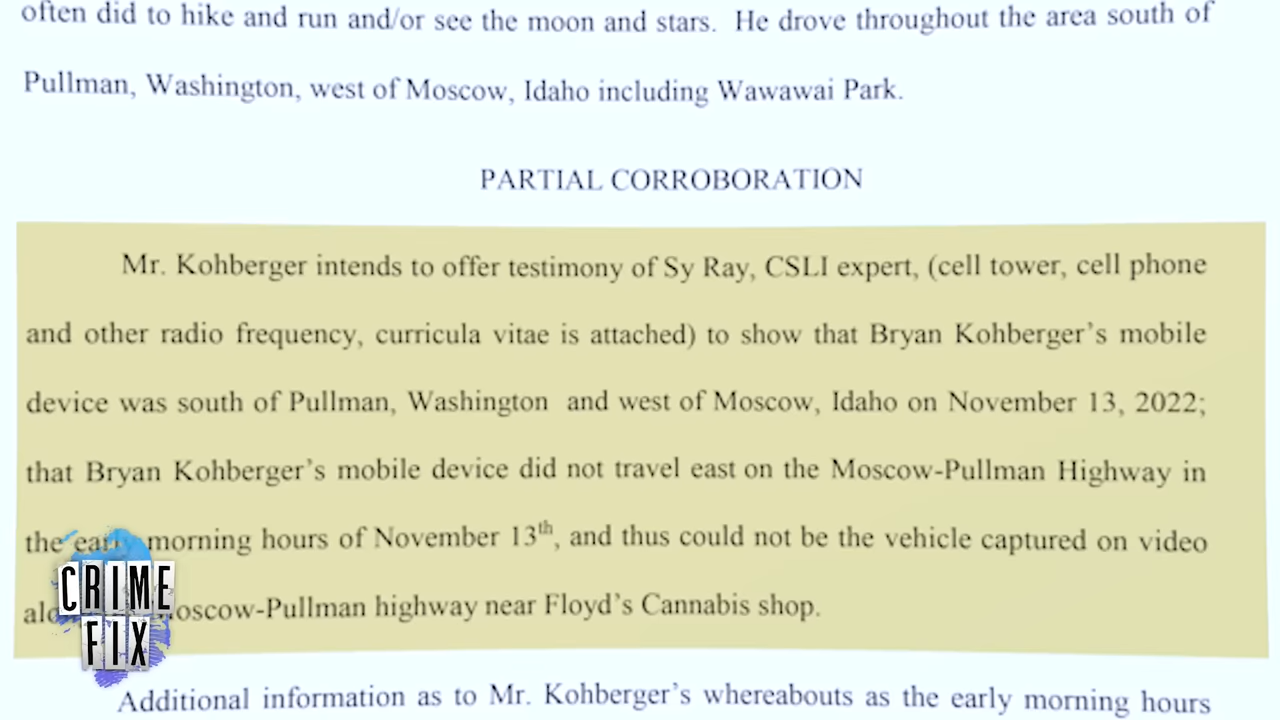 often did to hike and run and/or see the moon and stars. He drove throughout the area south of
Pullman, Washington, west of Moscow, Idaho including Wawawai Park.
PARTIAL CORROBORATION
Mr. Kohberger intends to offer testimony of Sy Ray, CSLI expert, (cell tower, cell phone
and other radio frequency, curricula vitae is attached) to show that Bryan Kohberger's mobile
device was south of Pullman, Washington and west of Moscow, Idaho on November 13, 2022;
that Bryan Kohberger's mobile device did not travel east on the Moscow-Pullman Highway in
the early morning hours of November 13th, and thus could not be the vehicle captured on video
Moscow-Pullman highway near Floyd's Cannabis shop.
Additional information as to Mr. Kohberger's whereabouts as the early morning hours
CRIME
FIX